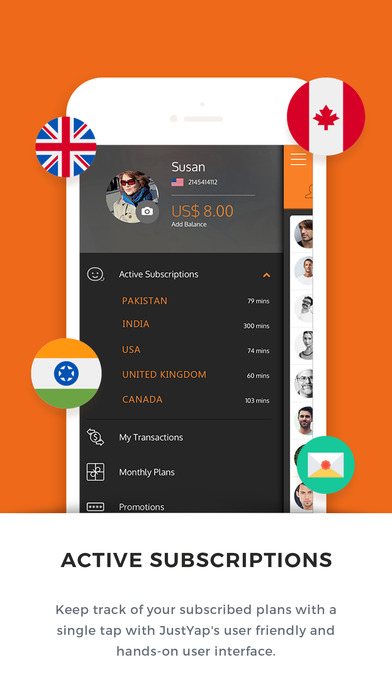 Susan
2145414112
US$ 8.00
Add Balance
Active Subscriptions
PAKISTAN 79 mins
INDIA 300 mins
USA 74 mins
UNITED KINGDOM 60 mins
CANADA 103 mins
My Transactions
Monthly Plans
Promotions
ACTIVE SUBSCRIPTIONS
Keep track of your subscribed plans with a
single tap with JustYap's user friendly and
hands-on user interface.